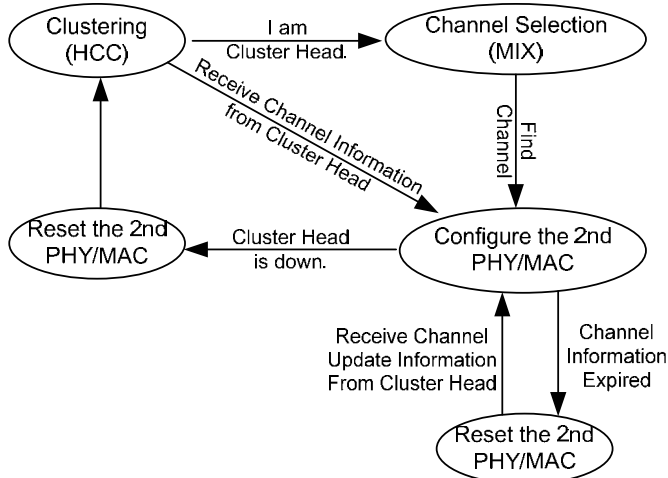 Clustering
(HCC)
I am
Cluster Head.
Channel Selection
(MIX)
Receive Channel Information
from Cluster Head
Find
Channel
Reset the 2nd
PHY/MAC
Cluster Head
is down.
Configure the 2nd
PHY/MAC
Receive Channel
Update Information
From Cluster Head
Channel
Information
Expired
Reset the 2nd
PHY/MAC